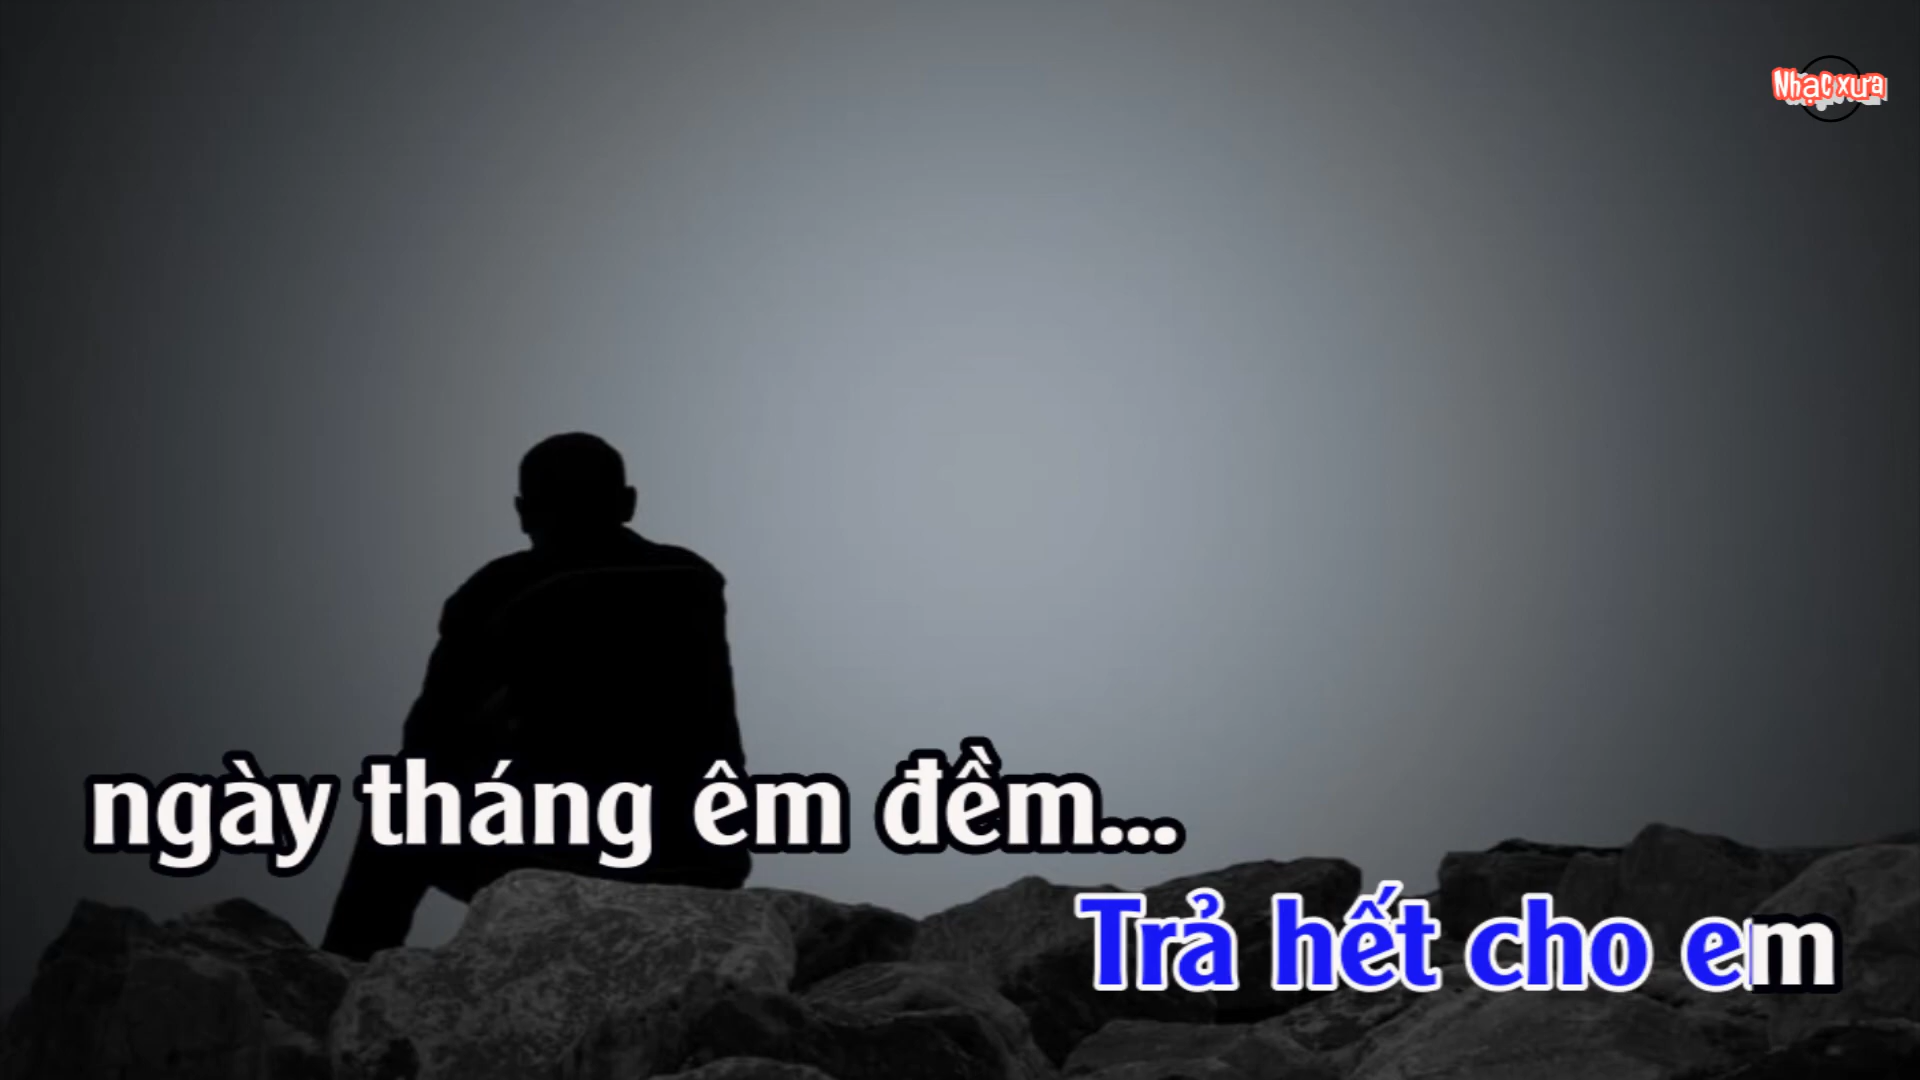 Nhạc xưa
ngày tháng êm đềm...
Trả hết cho em